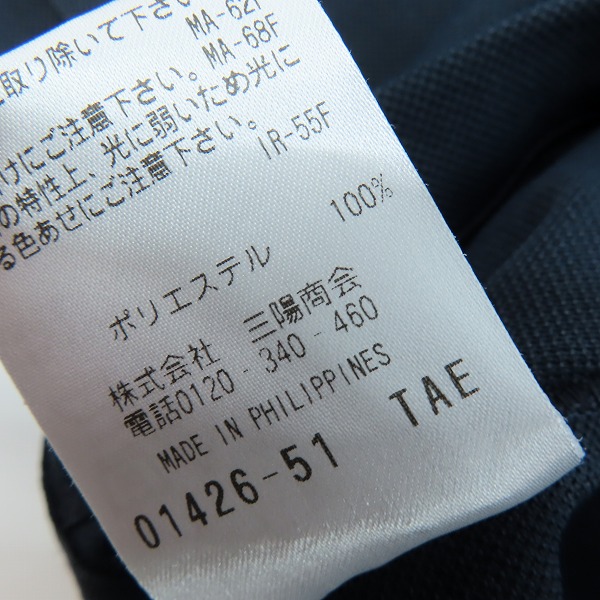 取り除いて下さい。
MA-62F
けにご注意下さい。
MA-68F
の特性上、光に弱いため光に
る色あせにご注意下さい。
IR-55F
ポリエステル 100%
株式会社 三陽商会
電話0120-340-460
MADE IN PHILIPPINES
01426-51 TAE